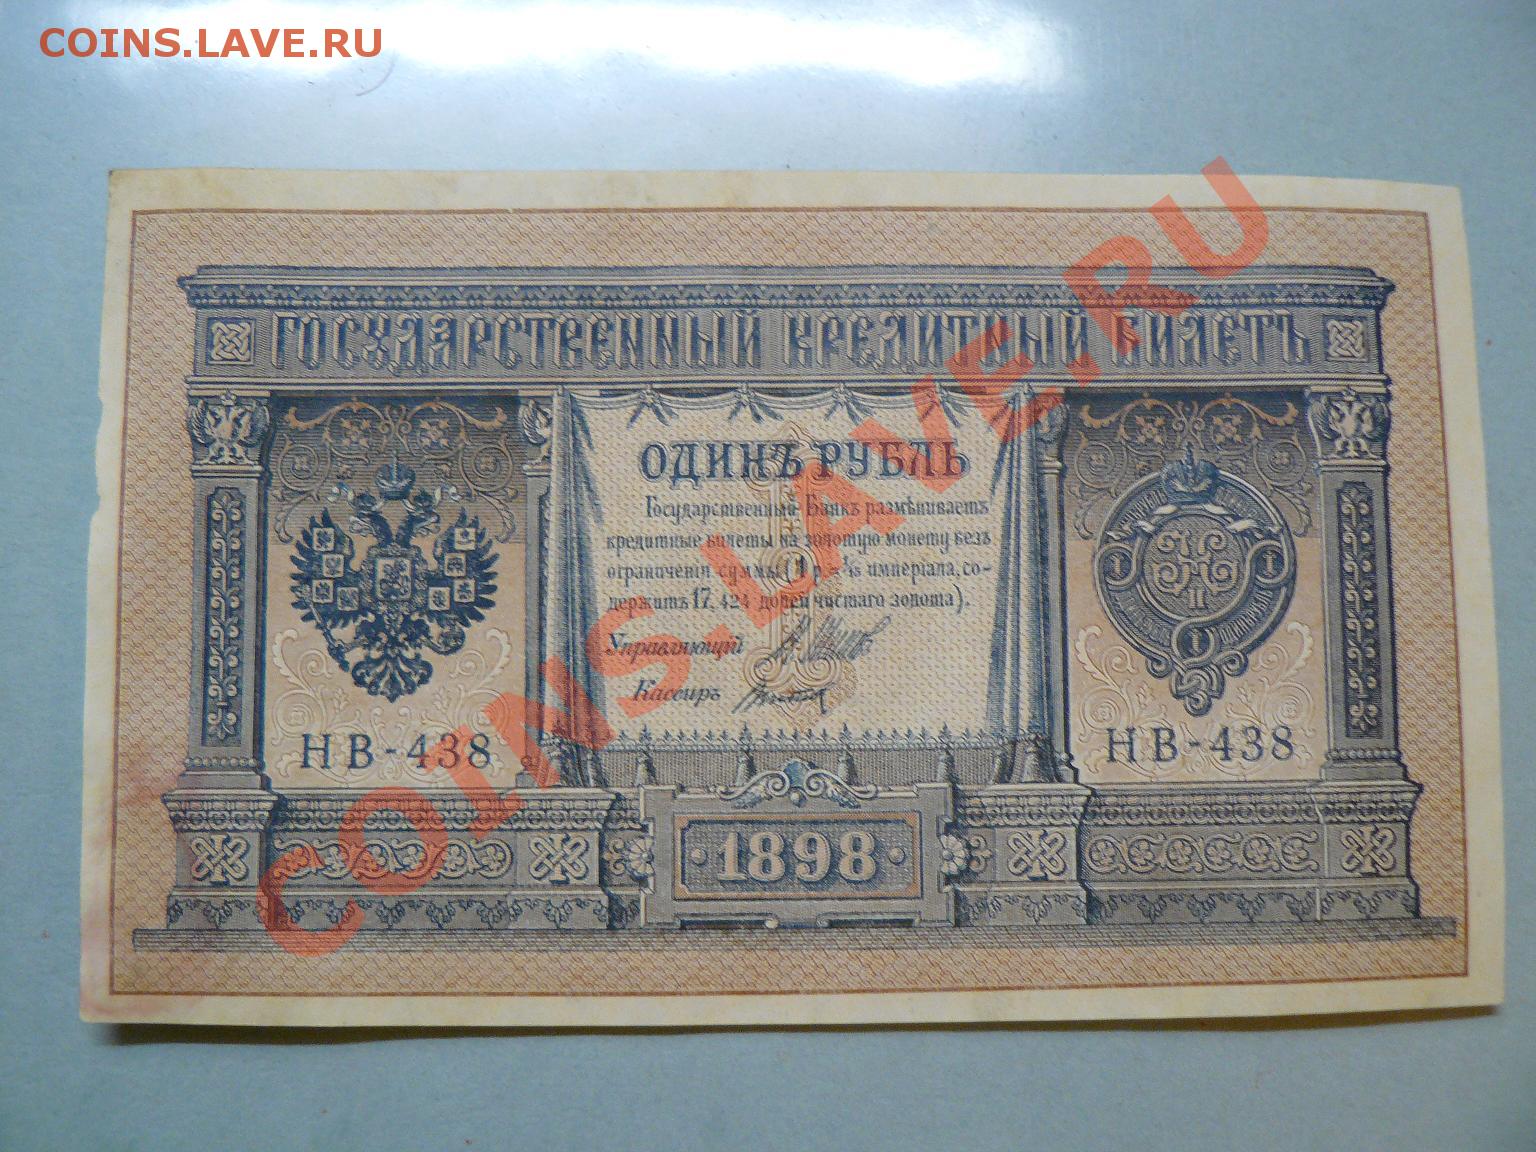 COINS.LAVE.RU
ГОСУДАРСТВЕННЫЙ КРЕДИТНЫЙ БИЛЕТЪ
ОДИНЪ РУБЛЬ
Государственный Банкъ размѣниваетъ
кредитные билеты на золотую монету безъ
ограниченія суммы (1 р.= 1/15 имперіала, со-
держитъ 17,424 долей чистаго золота).
Управляющій
Кассиръ
НВ-438
НВ-438
1898
COINS.LAVE.RU